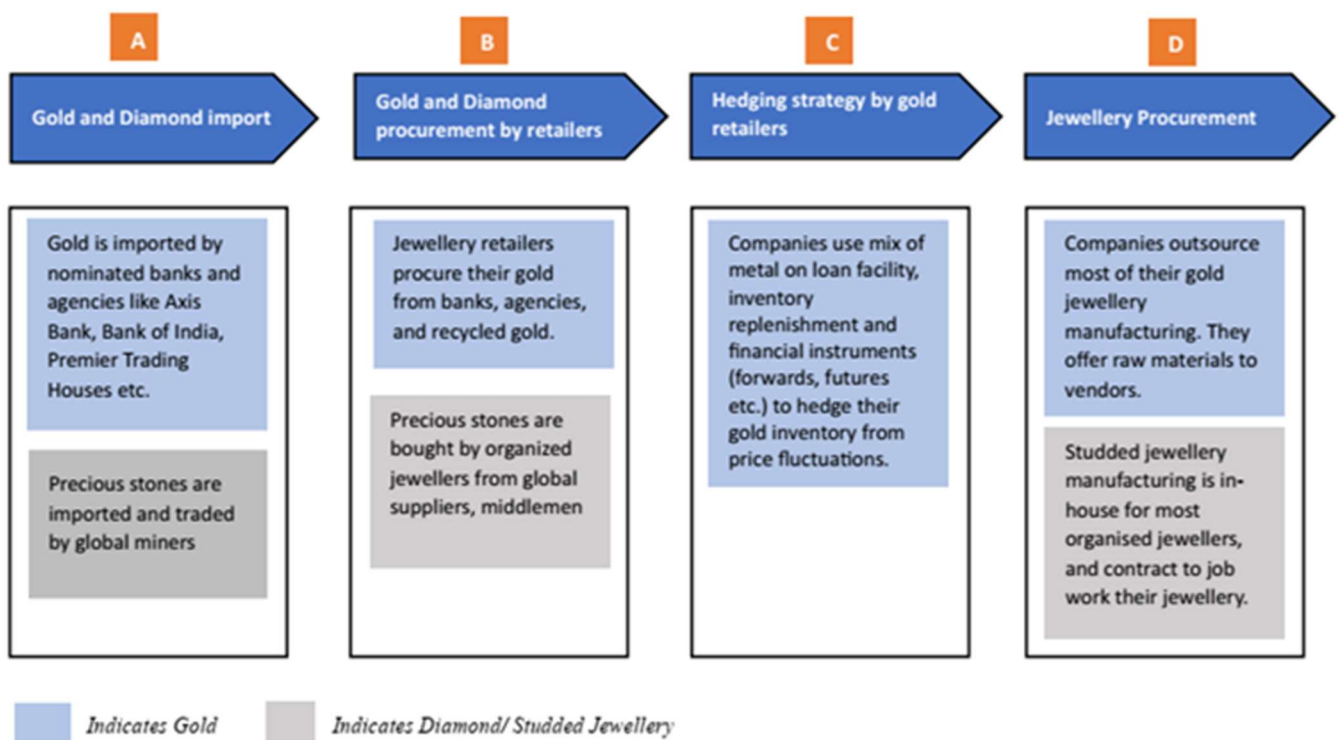 A
Gold and Diamond import
Gold is imported by
nominated banks and
agencies like Axis
Bank, Bank of India,
Premier Trading
Houses etc.
Precious stones are
imported and traded
by global miners
B
Gold and Diamond
procurement by retailers
Jewellery retailers
procure their gold
from banks, agencies,
and recycled gold.
Precious stones are
bought by organized
jewellers from global
suppliers, middlemen
C
Hedging strategy by gold
retailers
Companies use mix of
metal on loan facility,
inventory
replenishment and
financial instruments
(forwards, futures
etc.) to hedge their
gold inventory from
price fluctuations.
D
Jewellery Procurement
Companies outsource
most of their gold
jewellery
manufacturing. They
offer raw materials to
vendors.
Studded jewellery
manufacturing is in-
house for most
organised jewellers,
and contract to job
work their jewellery.
Indicates Gold
Indicates Diamond/ Studded Jewellery